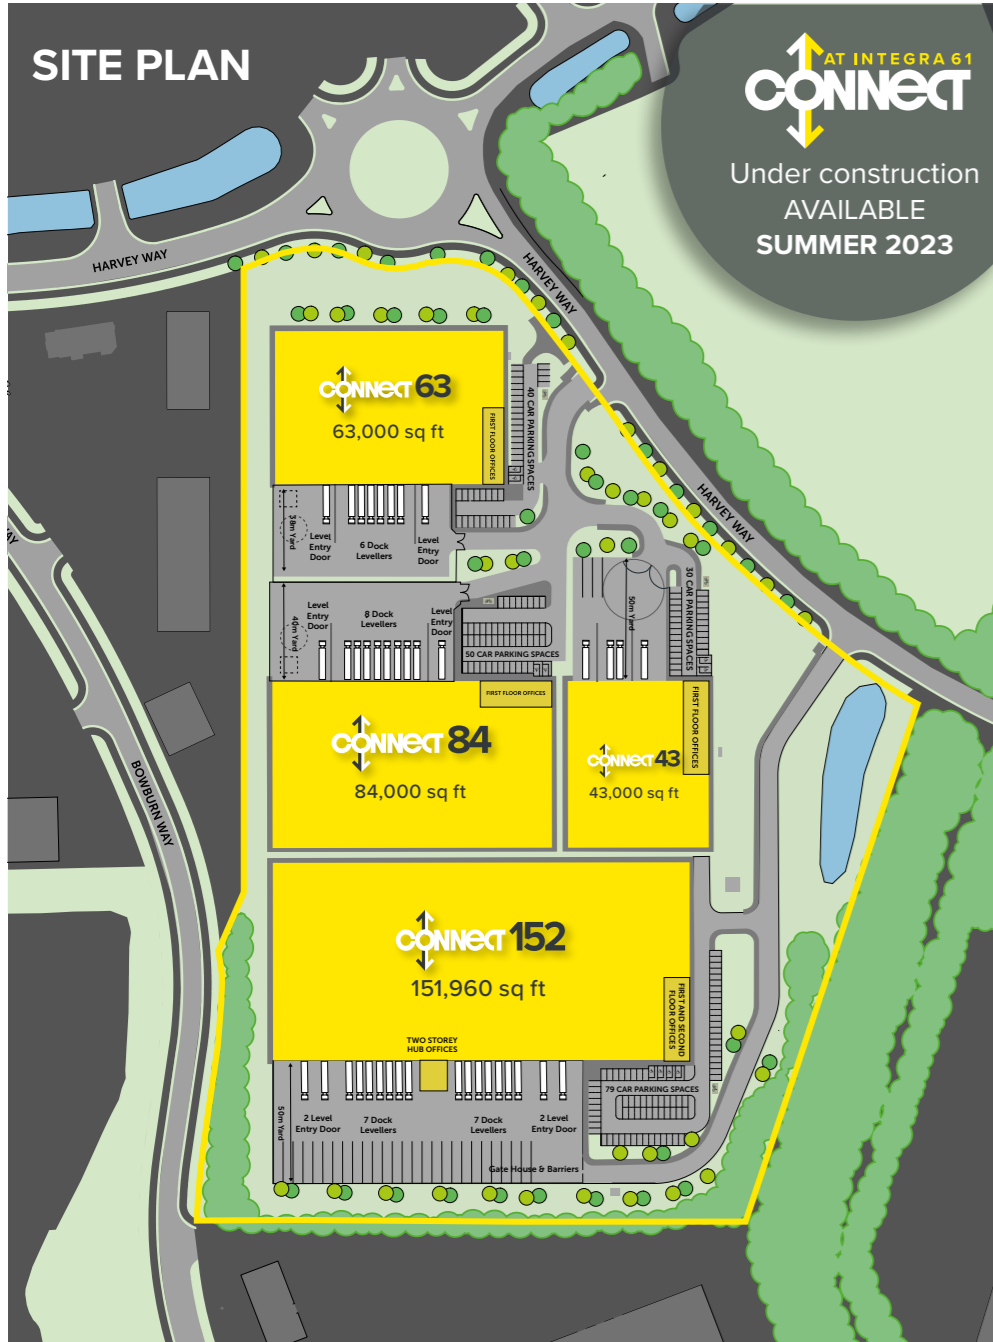 SITE PLAN
AT INTEGRA 61
CONNECT
Under construction
AVAILABLE
SUMMER 2023
HARVEY WAY
HARVEY WAY
HARVEY WAY
BOWBURN WAY
CONNECT 63
63,000 sq ft
FIRST FLOOR OFFICES
40 CAR PARKING SPACES
38m Yard
Level
Entry
Door
6 Dock
Levellers
Level
Entry
Door
40m Yard
Level
Entry
Door
8 Dock
Levellers
Level
Entry
Door
50 CAR PARKING SPACES
50m Yard
30 CAR PARKING SPACES
FIRST FLOOR OFFICES
CONNECT 84
84,000 sq ft
FIRST FLOOR OFFICES
CONNECT 43
43,000 sq ft
CONNECT 152
151,960 sq ft
FIRST AND SECOND
FLOOR OFFICES
TWO STOREY
HUB OFFICES
50m Yard
2 Level
Entry Door
7 Dock
Levellers
7 Dock
Levellers
2 Level
Entry Door
79 CAR PARKING SPACES
Gate House & Barriers